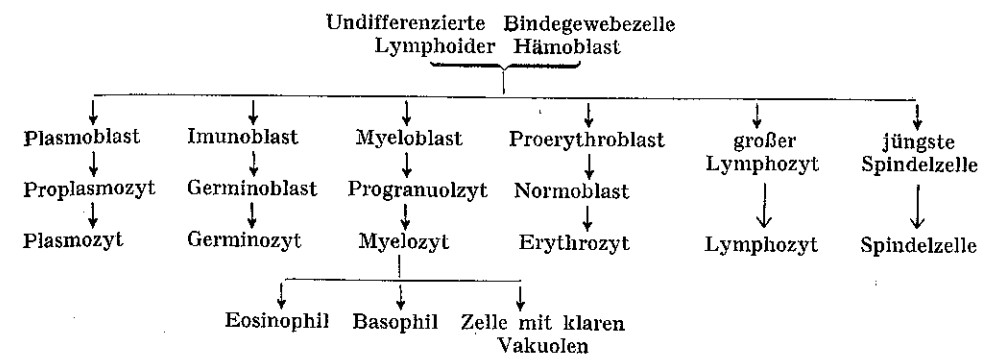 Undifferenzierte Bindegewebezelle
Lymphoider Hämoblast
Plasmoblast Imunoblast Myeloblast Proerythroblast großer jüngste
Lymphozyt Spindelzelle
Proplasmozyt Germinoblast Progranuolzyt Normoblast
Plasmozyt Germinozyt Myelozyt Erythrozyt Lymphozyt Spindelzelle
Eosinophil Basophil Zelle mit klaren
Vakuolen